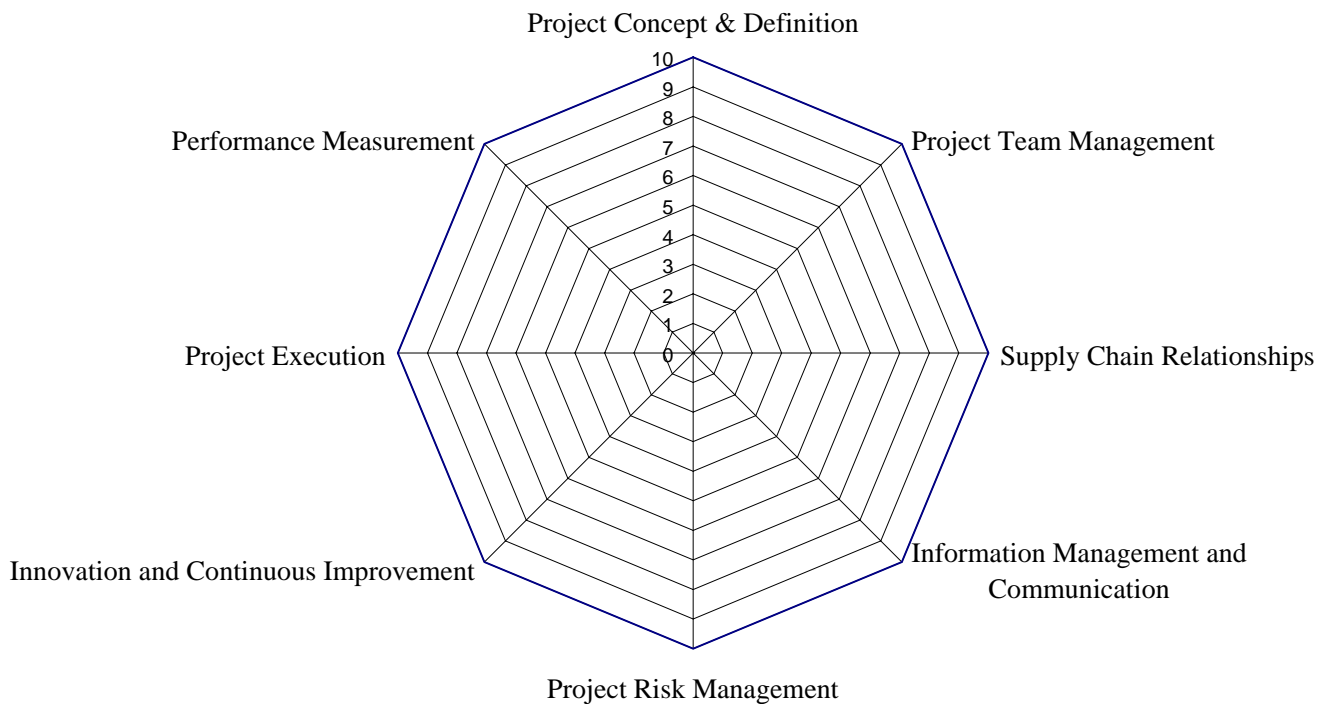 Project Concept & Definition
10
9
8
7
6
5
4
3
2
1
0
Performance Measurement
Project Team Management
Project Execution
Supply Chain Relationships
Innovation and Continuous Improvement
Information Management and
Communication
Project Risk Management